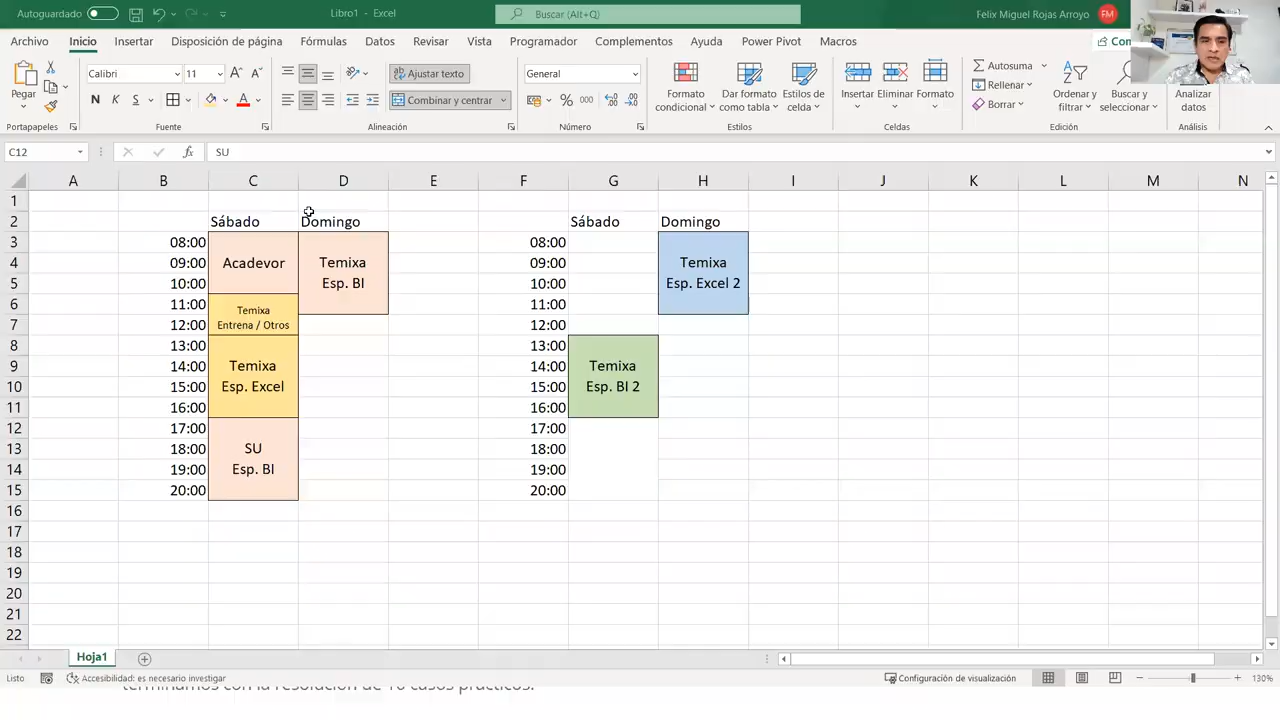 Autoguardado
Libro1 - Excel
Buscar (Alt+Q)
Felix Miguel Rojas Arroyo
FM
Archivo Inicio Insertar Disposición de página Fórmulas Datos Revisar Vista Programador Complementos Ayuda Power Pivot Macros
Pegar
Portapapeles
Calibri 11
N K S
Fuente
Ajustar texto
Combinar y centrar
Alineación
General
% 000
Número
Formato condicional
Dar formato como tabla
Estilos de celda
Estilos
Insertar Eliminar Formato
Celdas
Autosuma
Rellenar
Borrar
Ordenar y filtrar
Buscar y seleccionar
Edición
Analizar datos
Análisis
C12 fx SU
A B C D E F G H I J K L M N
1
2 Sábado Domingo Sábado Domingo
3 08:00 08:00
4 09:00 Acadevor Temixa 09:00 Temixa
5 10:00 Esp. BI 10:00 Esp. Excel 2
6 11:00 Temixa 11:00
7 12:00 Entrena / Otros 12:00
8 13:00 13:00
9 14:00 Temixa 14:00 Temixa
10 15:00 Esp. Excel 15:00 Esp. BI 2
11 16:00 16:00
12 17:00 17:00
13 18:00 SU 18:00
14 19:00 Esp. BI 19:00
15 20:00 20:00
16
17
18
19
20
21
22
Hoja1
Listo
Accesibilidad: es necesario investigar
Configuración de visualización
130%